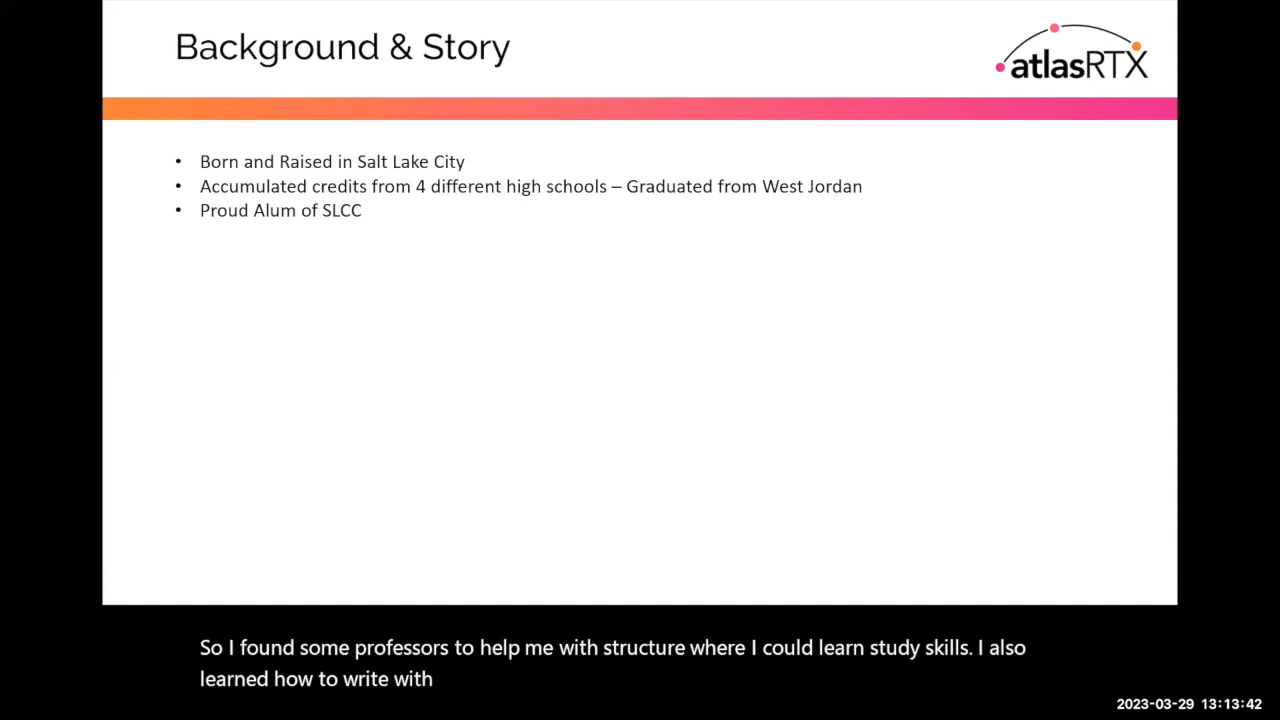 Background & Story
atlasRTX
• Born and Raised in Salt Lake City
• Accumulated credits from 4 different high schools – Graduated from West Jordan
• Proud Alum of SLCC
So I found some professors to help me with structure where I could learn study skills. I also
learned how to write with
2023-03-29 13:13:42